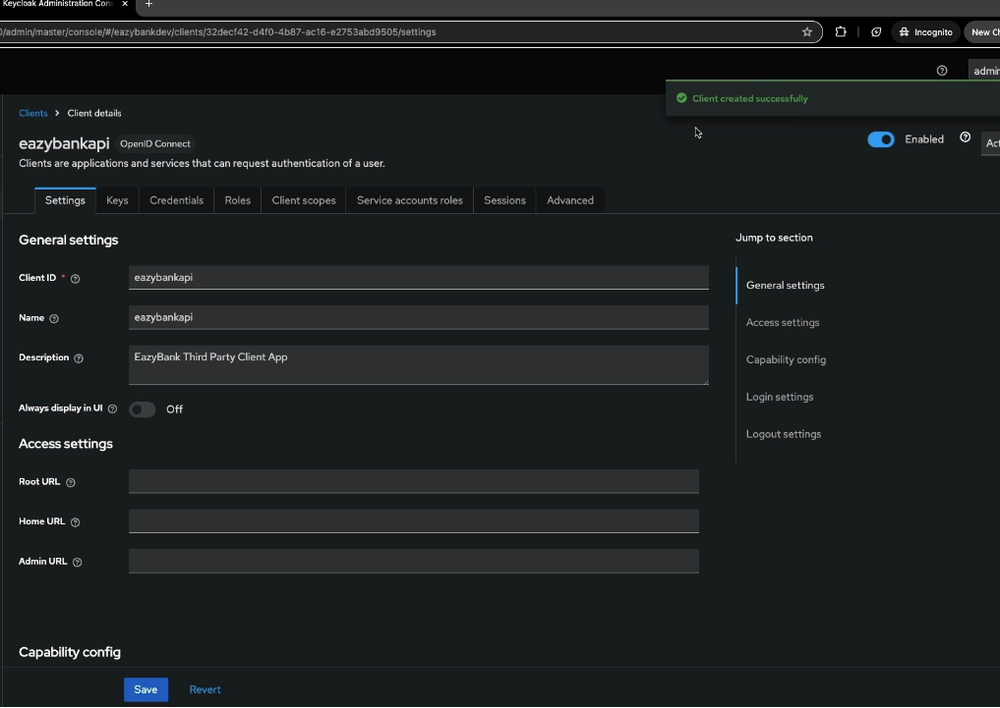 Keycloak Administration Con
0/admin/master/console/#/eazybankdev/clients/32decf42-d4f0-4b87-ac16-e2753abd9505/settings
Incognito
New Ch
admin
Client created successfully
Clients > Client details
eazybankapi OpenID Connect
Enabled
Act
Clients are applications and services that can request authentication of a user.
Settings Keys Credentials Roles Client scopes Service accounts roles Sessions Advanced
General settings
Client ID * eazybankapi
Name eazybankapi
Description EazyBank Third Party Client App
Always display in UI Off
Access settings
Root URL
Home URL
Admin URL
Capability config
Save Revert
Jump to section
General settings
Access settings
Capability config
Login settings
Logout settings